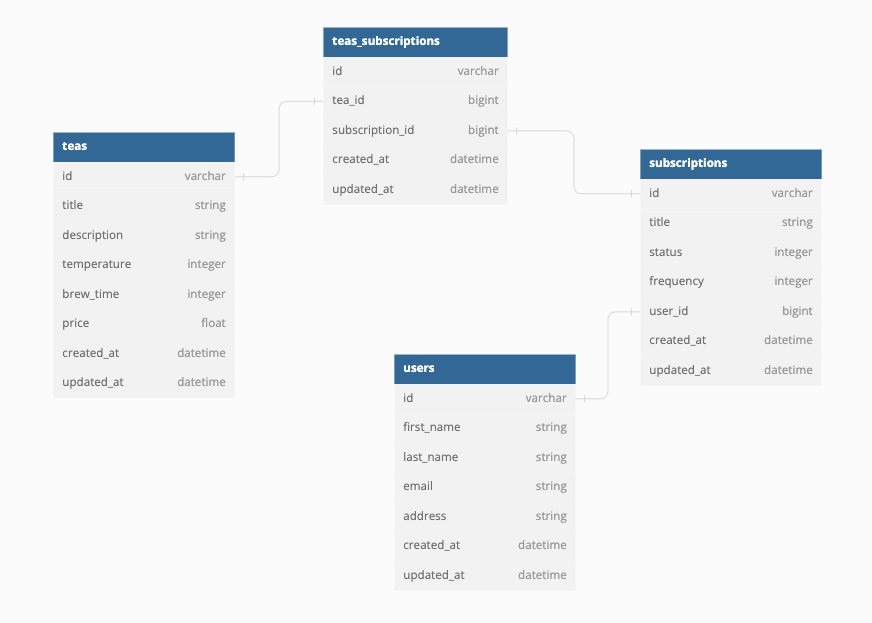 teas_subscriptions
id varchar
tea_id bigint
subscription_id bigint
created_at datetime
updated_at datetime
teas
id varchar
title string
description string
temperature integer
brew_time integer
price float
created_at datetime
updated_at datetime
subscriptions
id varchar
title string
status integer
frequency integer
user_id bigint
created_at datetime
updated_at datetime
users
id varchar
first_name string
last_name string
email string
address string
created_at datetime
updated_at datetime